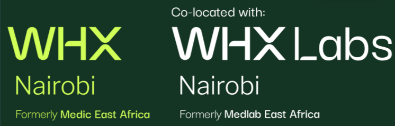 WHX
Nairobi
Formerly Medic East Africa
Co-located with:
WHX Labs
Nairobi
Formerly Medlab East Africa